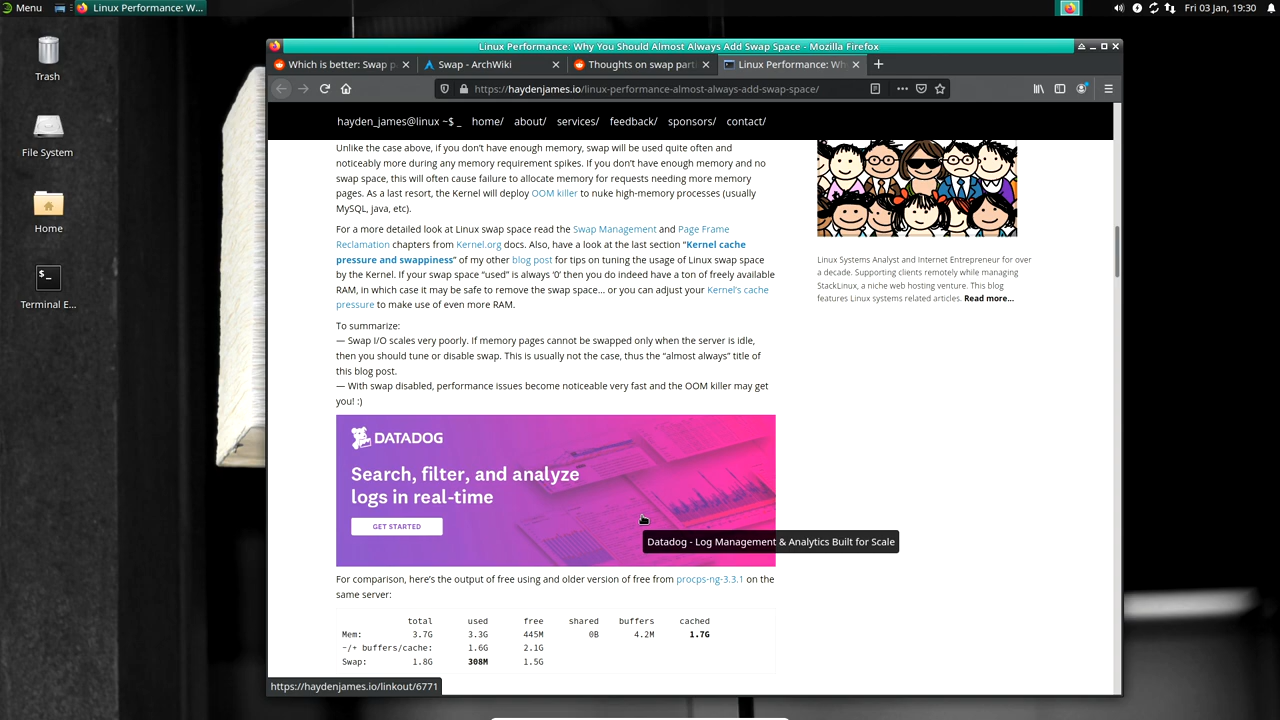 Menu
Linux Performance: W...
Fri 03 Jan, 19:30
Trash
File System
Home
$_
Terminal E...
Linux Performance: Why You Should Almost Always Add Swap Space - Mozilla Firefox
Which is better: Swap p
Swap - ArchWiki
Thoughts on swap part
Linux Performance: Wh
https://haydenjames.io/linux-performance-almost-always-add-swap-space/
hayden_james@linux ~$ _ home/ about/ services/ feedback/ sponsors/ contact/
Unlike the case above, if you don't have enough memory, swap will be used quite often and
noticeably more during any memory requirement spikes. If you don't have enough memory and no
swap space, this will often cause failure to allocate memory for requests needing more memory
pages. As a last resort, the Kernel will deploy OOM killer to nuke high-memory processes (usually
MySQL, java, etc).
For a more detailed look at Linux swap space read the Swap Management and Page Frame
Reclamation chapters from Kernel.org docs. Also, have a look at the last section “Kernel cache
pressure and swappiness” of my other blog post for tips on tuning the usage of Linux swap space
by the Kernel. If your swap space “used” is always ‘0’ then you do indeed have a ton of freely available
RAM, in which case it may be safe to remove the swap space... or you can adjust your Kernel's cache
pressure to make use of even more RAM.
To summarize:
— Swap I/O scales very poorly. If memory pages cannot be swapped only when the server is idle,
then you should tune or disable swap. This is usually not the case, thus the “almost always” title of
this blog post.
— With swap disabled, performance issues become noticeable very fast and the OOM killer may get
you! :)
DATADOG
Search, filter, and analyze
logs in real-time
GET STARTED
Datadog - Log Management & Analytics Built for Scale
For comparison, here's the output of free using and older version of free from procps-ng-3.3.1 on the
same server:
total used free shared buffers cached
Mem: 3.7G 3.3G 445M 0B 4.2M 1.7G
-/+ buffers/cache: 1.6G 2.1G
Swap: 1.8G 308M 1.5G
Linux Systems Analyst and Internet Entrepreneur for over
a decade. Supporting clients remotely while managing
StackLinux, a niche web hosting venture. This blog
features Linux systems related articles. Read more...
https://haydenjames.io/linkout/6771